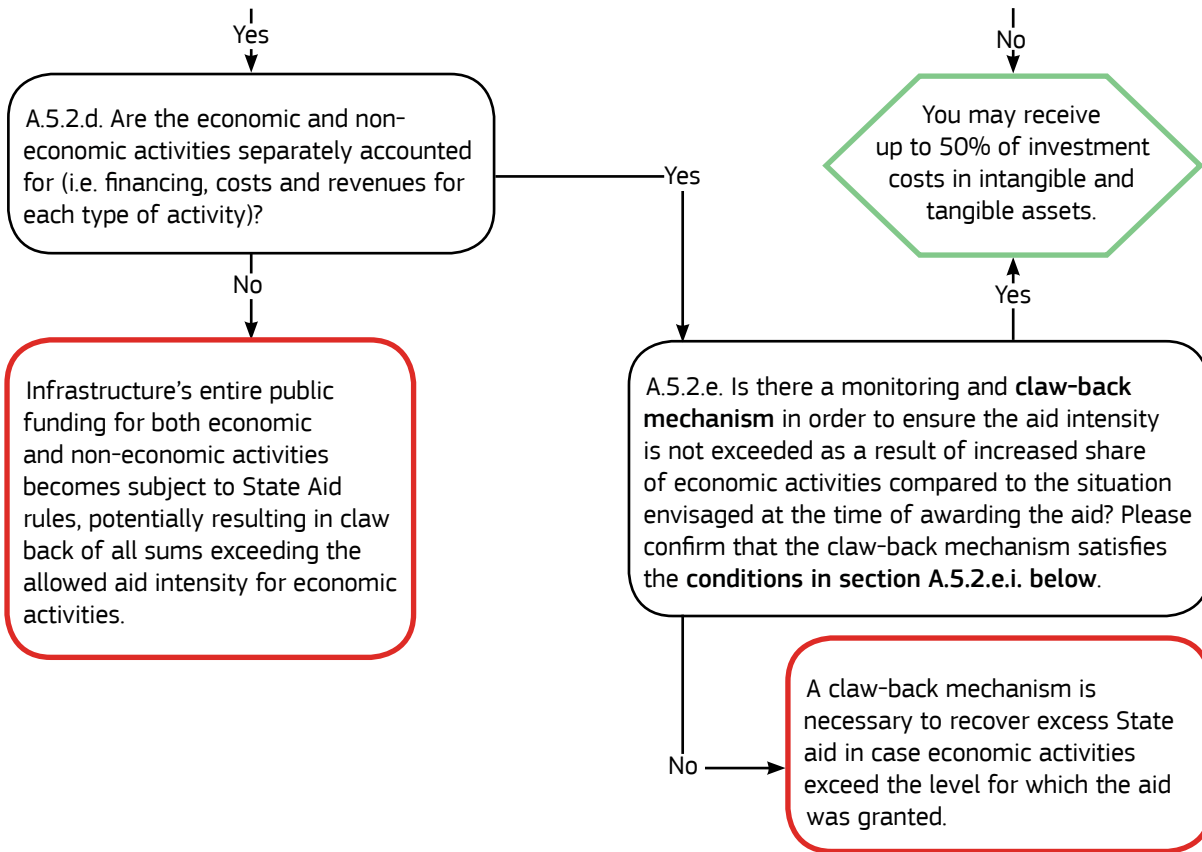 Yes
No
A.5.2.d. Are the economic and non-
economic activities separately accounted
for (i.e. financing, costs and revenues for
each type of activity)?
Yes
You may receive
up to 50% of investment
costs in intangible and
tangible assets.
No
Yes
Infrastructure's entire public
funding for both economic
and non-economic activities
becomes subject to State Aid
rules, potentially resulting in claw
back of all sums exceeding the
allowed aid intensity for economic
activities.
A.5.2.e. Is there a monitoring and claw-back
mechanism in order to ensure the aid intensity
is not exceeded as a result of increased share
of economic activities compared to the situation
envisaged at the time of awarding the aid? Please
confirm that the claw-back mechanism satisfies
the conditions in section A.5.2.e.i. below.
No
A claw-back mechanism is
necessary to recover excess State
aid in case economic activities
exceed the level for which the aid
was granted.